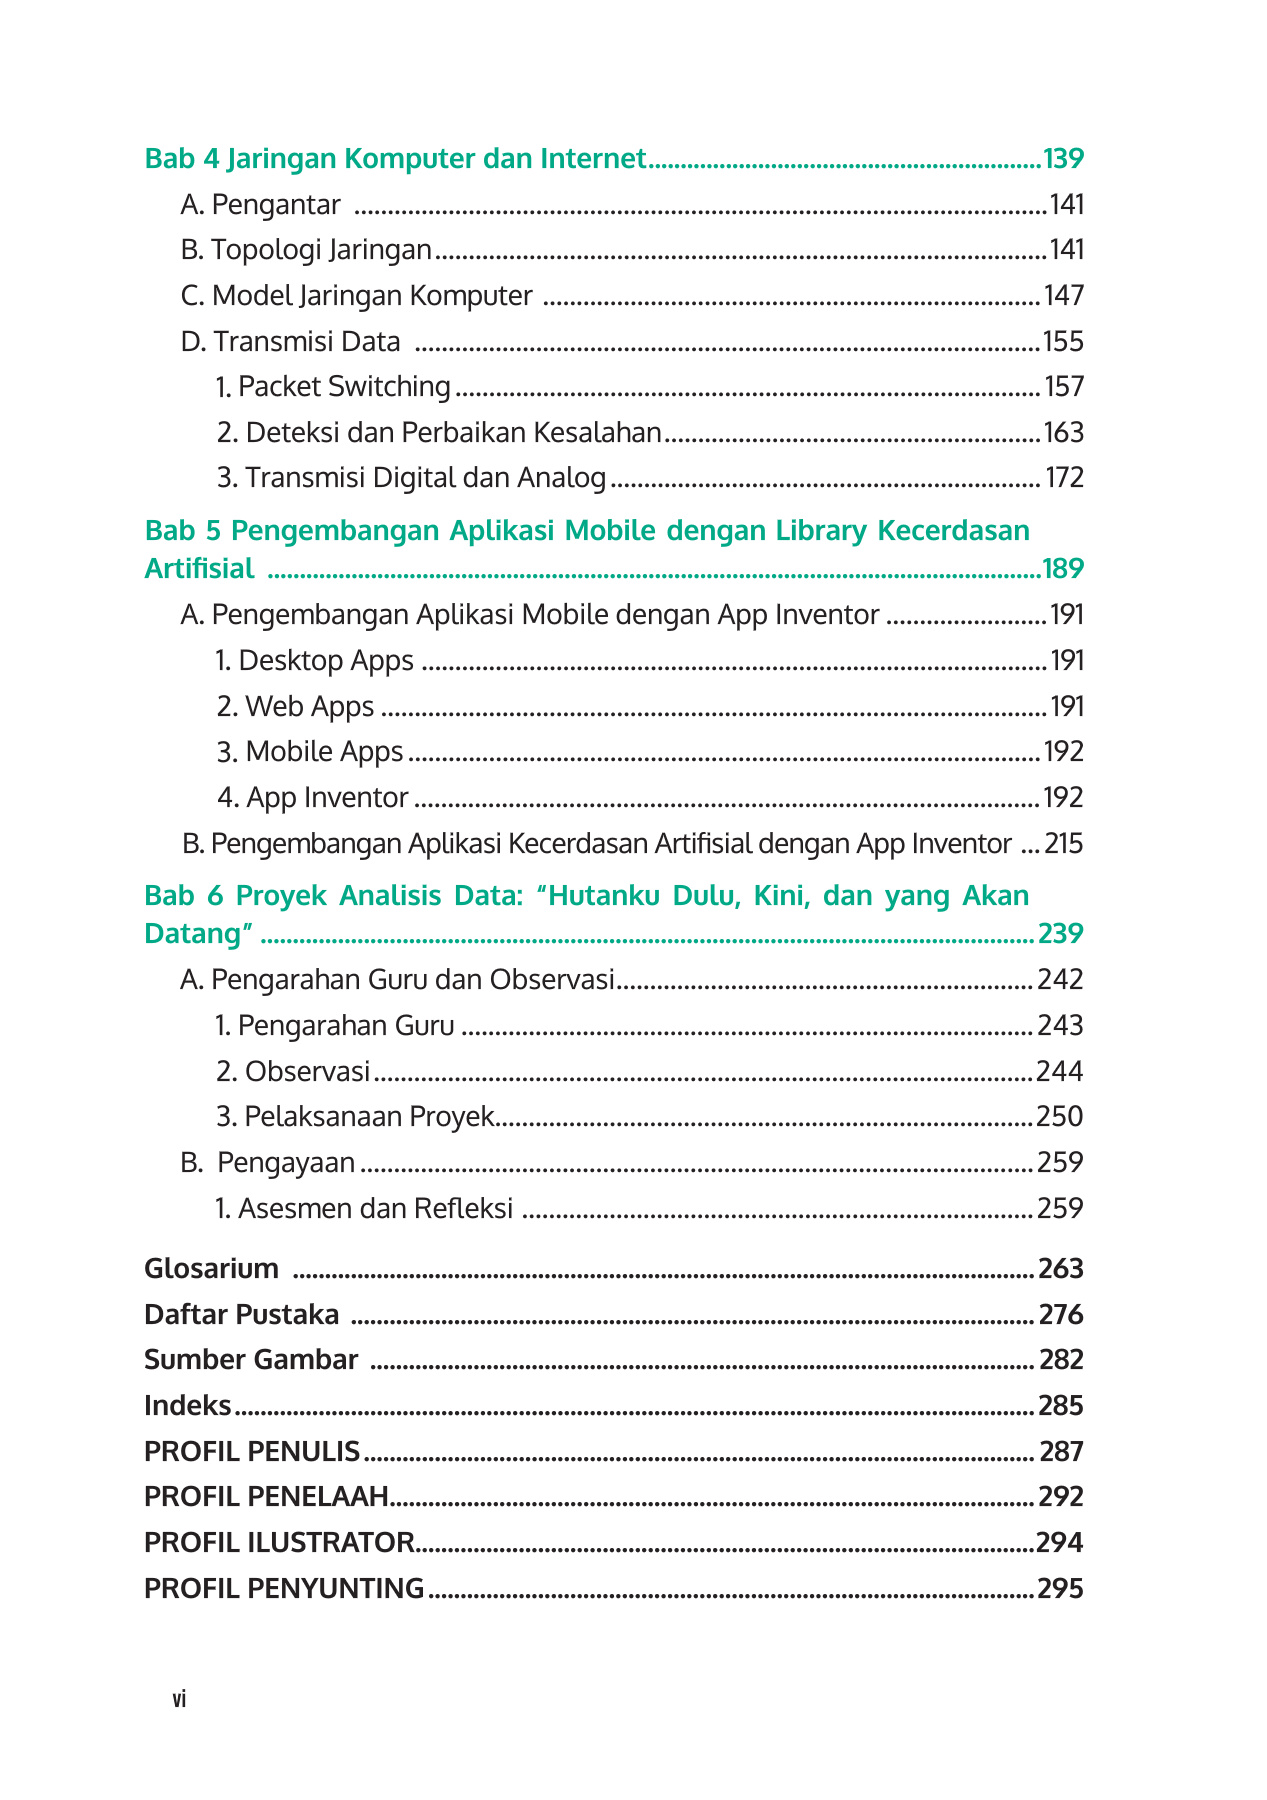 Bab 4 Jaringan Komputer dan Internet.............................................................139
A. Pengantar ........................................................................................................141
B. Topologi Jaringan............................................................................................141
C. Model Jaringan Komputer ...........................................................................147
D. Transmisi Data ..............................................................................................155
1. Packet Switching........................................................................................157
2. Deteksi dan Perbaikan Kesalahan........................................................163
3. Transmisi Digital dan Analog................................................................172
Bab 5 Pengembangan Aplikasi Mobile dengan Library Kecerdasan
Artifisial ........................................................................................................................189
A. Pengembangan Aplikasi Mobile dengan App Inventor ........................191
1. Desktop Apps .............................................................................................191
2. Web Apps ...................................................................................................191
3. Mobile Apps ..............................................................................................192
4. App Inventor .............................................................................................192
B. Pengembangan Aplikasi Kecerdasan Artifisial dengan App Inventor ...215
Bab 6 Proyek Analisis Data: “Hutanku Dulu, Kini, dan yang Akan
Datang” ........................................................................................................................239
A. Pengarahan Guru dan Observasi..............................................................242
1. Pengarahan Guru .....................................................................................243
2. Observasi...................................................................................................244
3. Pelaksanaan Proyek................................................................................250
B. Pengayaan ....................................................................................................259
1. Asesmen dan Refleksi ............................................................................259
Glosarium ...................................................................................................................263
Daftar Pustaka ..........................................................................................................276
Sumber Gambar .......................................................................................................282
Indeks............................................................................................................................285
PROFIL PENULIS........................................................................................................287
PROFIL PENELAAH....................................................................................................292
PROFIL ILUSTRATOR................................................................................................294
PROFIL PENYUNTING..............................................................................................295
vi